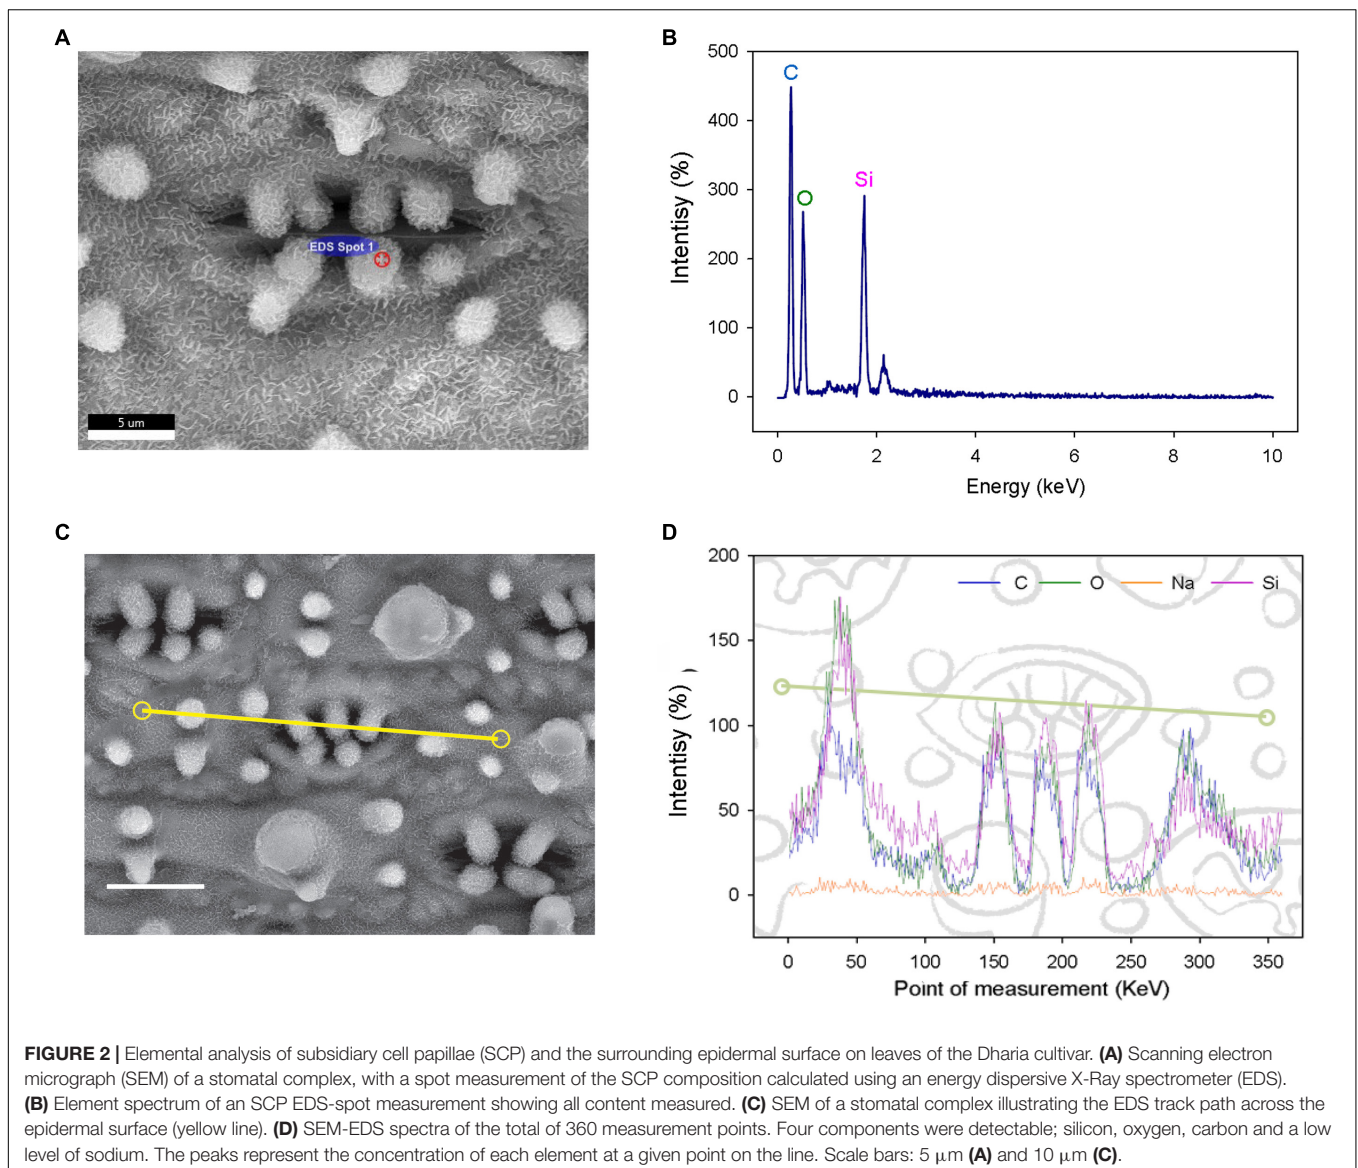 A
EDS Spot 1
5 um
B
500
400
300
200
100
0
Intentisy (%)
C
O
Si
0 2 4 6 8 10
Energy (keV)
C
D
200
150
100
50
0
Intentisy (%)
C O Na Si
0 50 100 150 200 250 300 350
Point of measurement (KeV)
FIGURE 2 | Elemental analysis of subsidiary cell papillae (SCP) and the surrounding epidermal surface on leaves of the Dharia cultivar. (A) Scanning electron
micrograph (SEM) of a stomatal complex, with a spot measurement of the SCP composition calculated using an energy dispersive X-Ray spectrometer (EDS).
(B) Element spectrum of an SCP EDS-spot measurement showing all content measured. (C) SEM of a stomatal complex illustrating the EDS track path across the
epidermal surface (yellow line). (D) SEM-EDS spectra of the total of 360 measurement points. Four components were detectable; silicon, oxygen, carbon and a low
level of sodium. The peaks represent the concentration of each element at a given point on the line. Scale bars: 5 μm (A) and 10 μm (C).